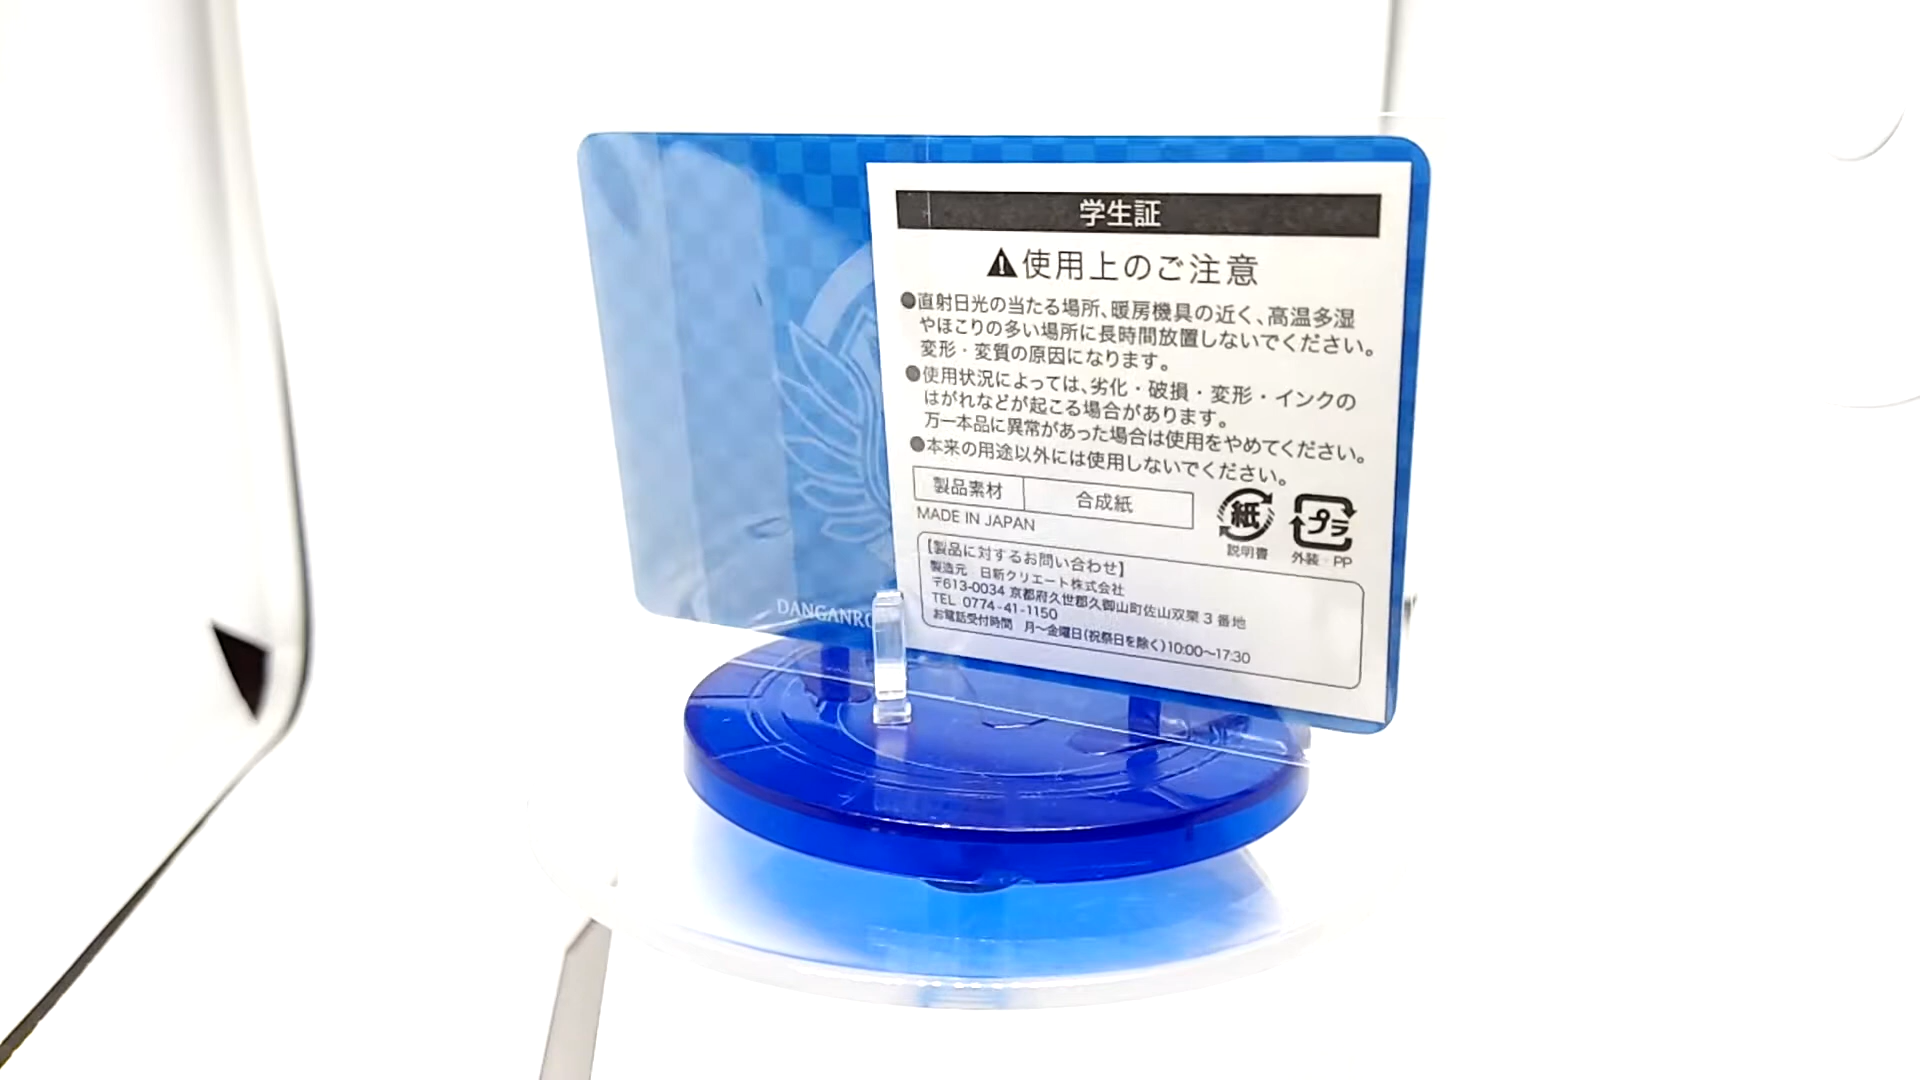 学生証
使用上のご注意
●直射日光の当たる場所、暖房機具の近く、高温多湿
やほこりの多い場所に長時間放置しないでください。
変形・変質の原因になります。
●使用状況によっては、劣化・破損・変形・インクの
はがれなどが起こる場合があります。
万一本品に異常があった場合は使用をやめてください。
●本来の用途以外には使用しないでください。
製品素材 合成紙
MADE IN JAPAN
紙
説明書
プラ
外装・PP
【製品に対するお問い合わせ】
製造元 日新クリエート株式会社
〒613-0034 京都府久世郡久御山町佐山双栗3番地
TEL 0774-41-1150
お電話受付時間 月~金曜日(祝祭日を除く)10:00~17:30
DANGANRO